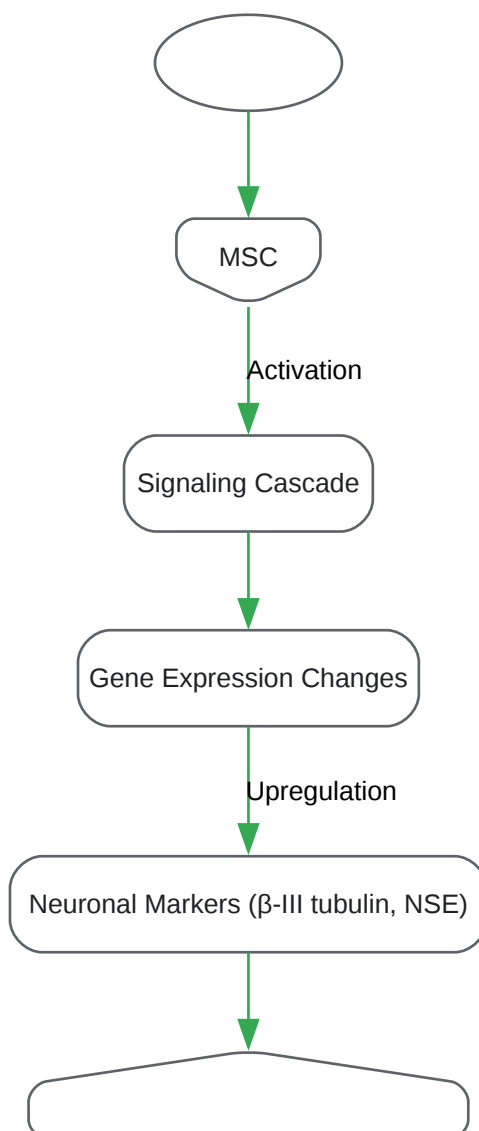 MSC
Activation
Signaling Cascade
Gene Expression Changes
Upregulation
Neuronal Markers (β-III tubulin, NSE)